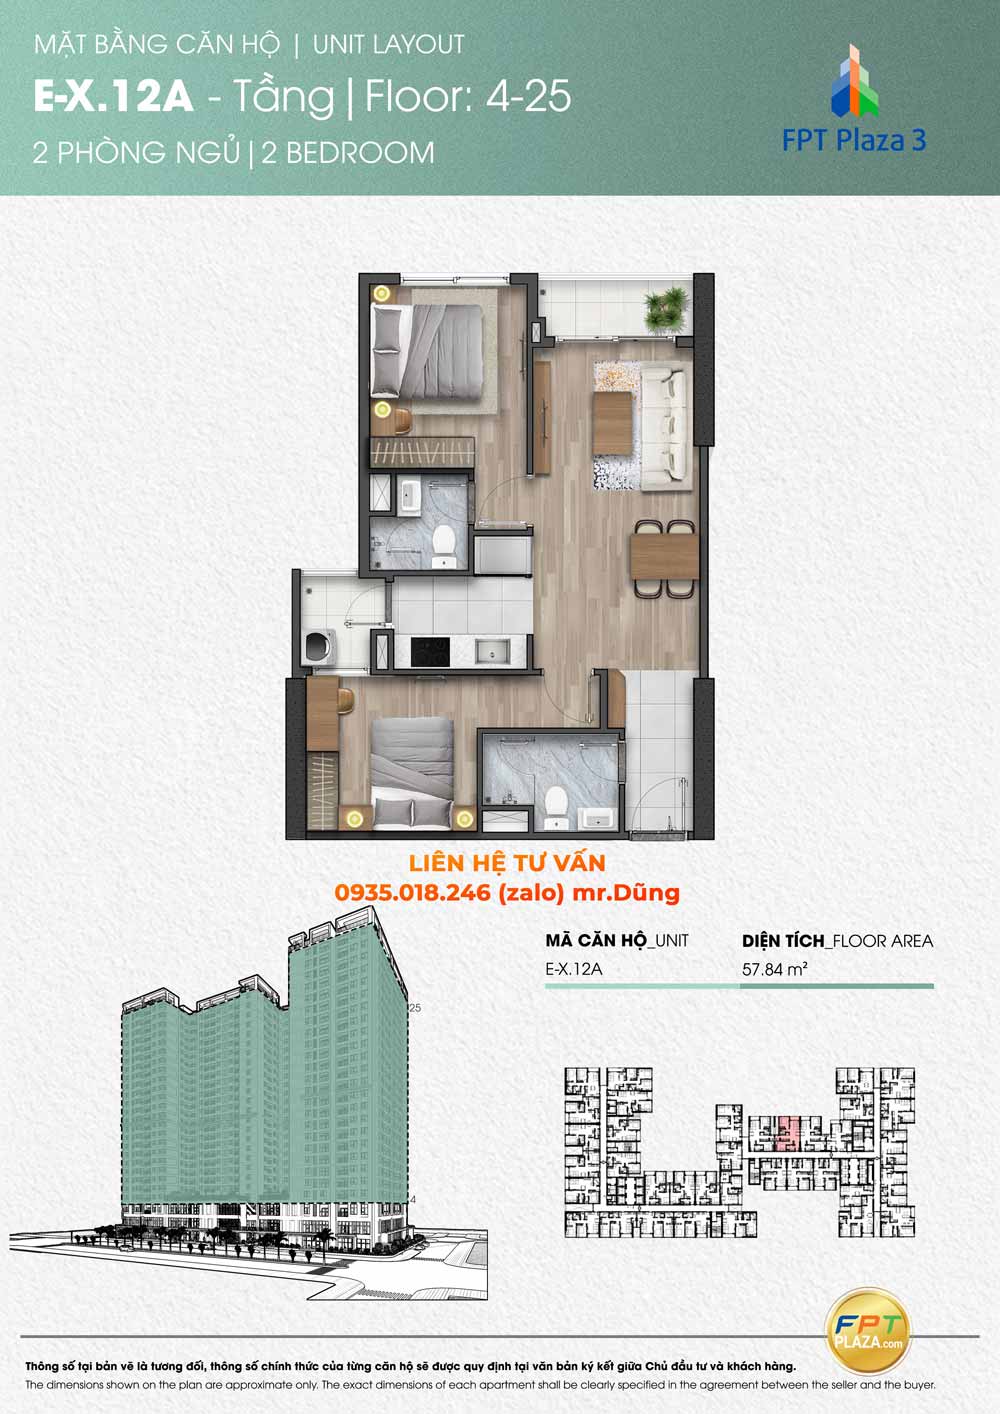 MẶT BẰNG CĂN HỘ | UNIT LAYOUT
E-X.12A - Tầng|Floor: 4-25
2 PHÒNG NGỦ|2 BEDROOM
FPT Plaza 3
LIÊN HỆ TƯ VẤN
0935.018.246 (zalo) mr.Dũng
MÃ CĂN HỘ_UNIT
DIỆN TÍCH_FLOOR AREA
E-X.12A
57.84 m²
25
4
FPT
PLAZA.com
Thông số tại bản vẽ là tương đối, thông số chính thức của từng căn hộ sẽ được quy định tại văn bản ký kết giữa Chủ đầu tư và khách hàng.
The dimensions shown on the plan are approximate only. The exact dimensions of each apartment shall be clearly specified in the agreement between the seller and the buyer.